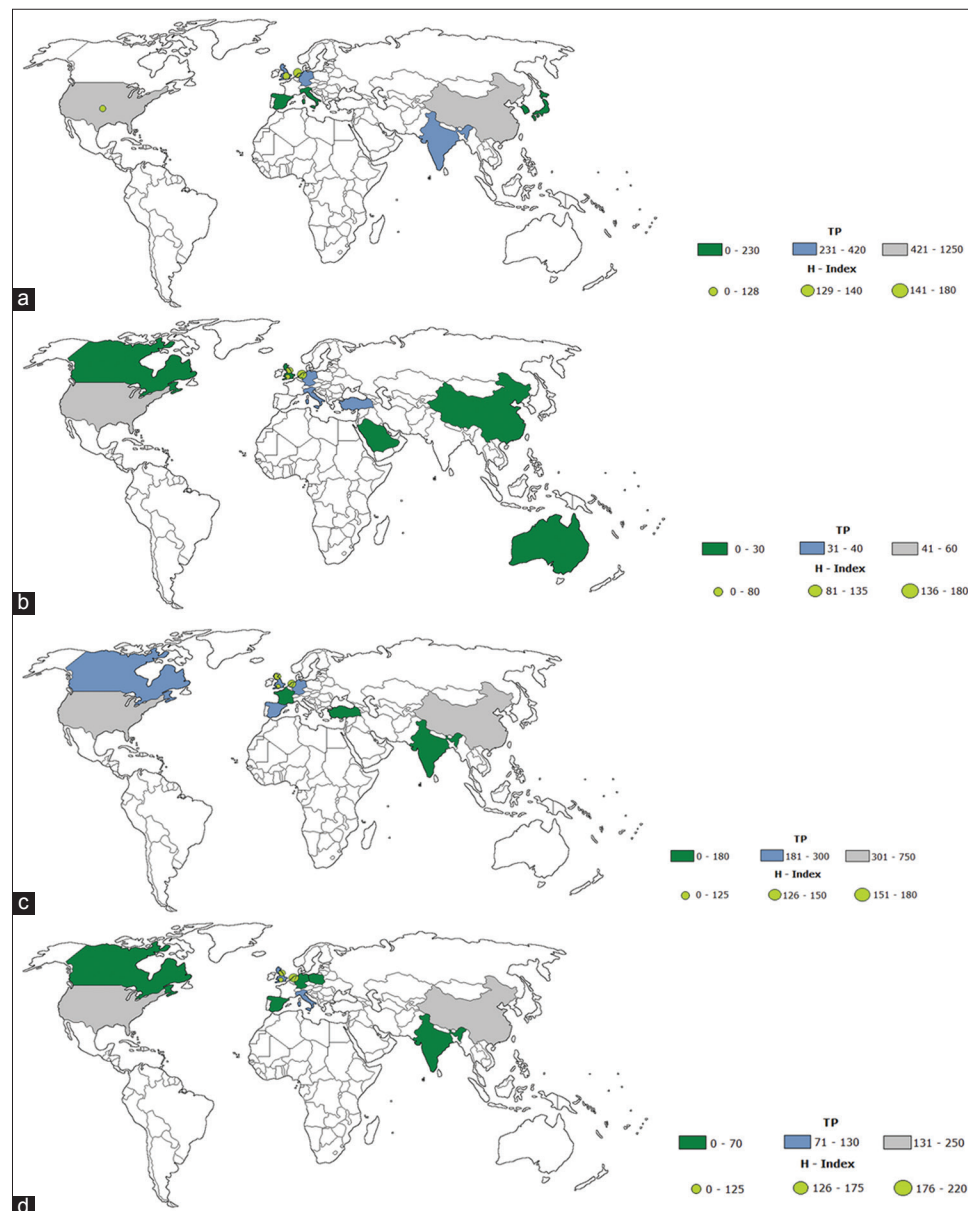 TP
0 - 230 231 - 420 421 - 1250
H - Index
0 - 128 129 - 140 141 - 180
a
TP
0 - 30 31 - 40 41 - 60
H - Index
0 - 80 81 - 135 136 - 180
b
TP
0 - 180 181 - 300 301 - 750
H - Index
0 - 125 126 - 150 151 - 180
c
TP
0 - 70 71 - 130 131 - 250
H - Index
0 - 125 126 - 175 176 - 220
d